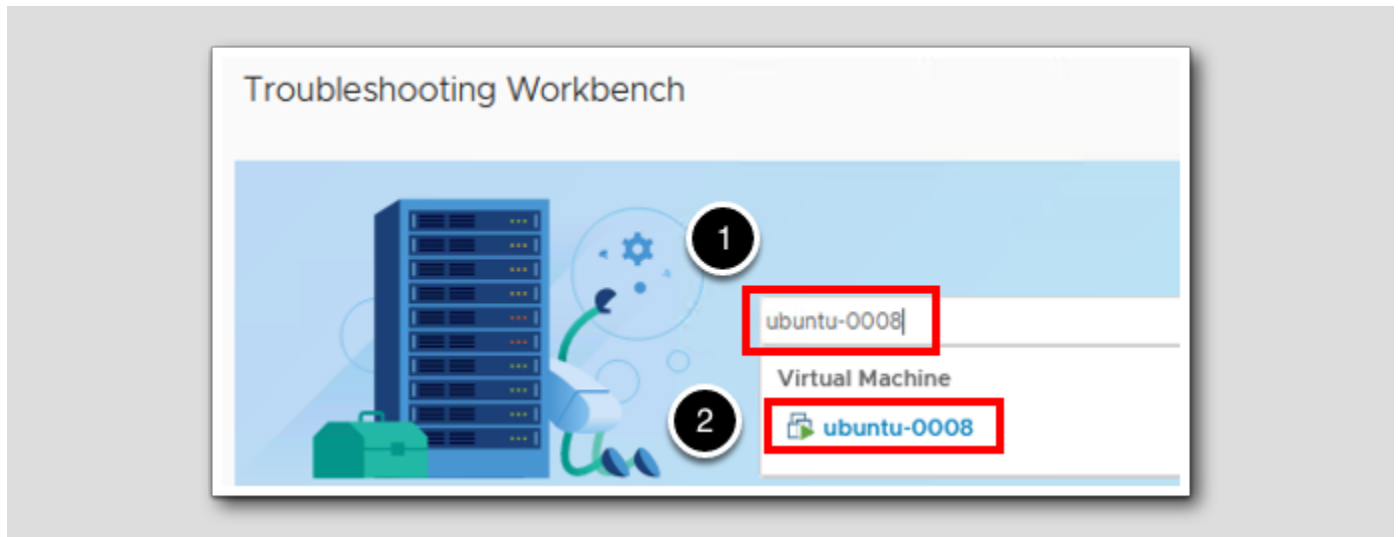 Troubleshooting Workbench
1
ubuntu-0008
Virtual Machine
2
ubuntu-0008